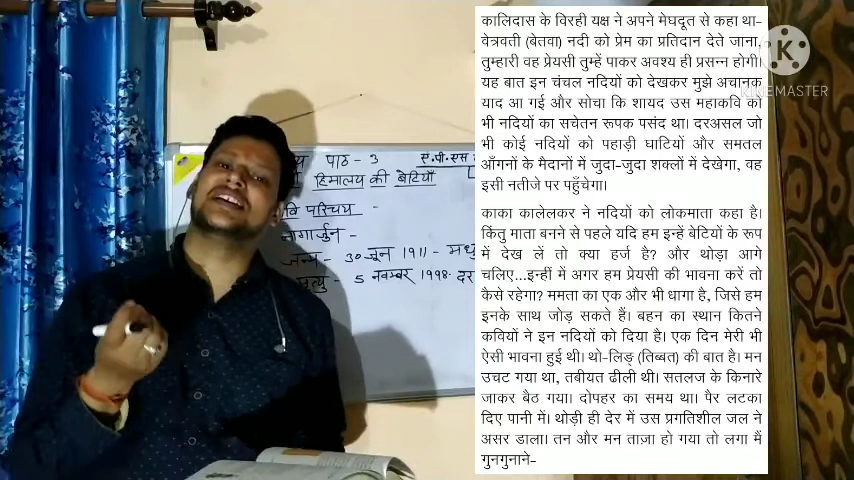 पाठ - 3
हिमालय की बेटियाँ
परिचय
नागार्जुन -
जन्म - 30 जून 1911 -
मृत्यु - 5 नवम्बर 1998
कालिदास के विरही यक्ष ने अपने मेघदूत से कहा था-
वेत्रवती (बेतवा) नदी को प्रेम का प्रतिदान देते जाना,
तुम्हारी वह प्रेयसी तुम्हें पाकर अवश्य ही प्रसन्न होगी।
यह बात इन चंचल नदियों को देखकर मुझे अचानक
याद आ गई और सोचा कि शायद उस महाकवि को
भी नदियों का सचेतन रूपक पसंद था। दरअसल जो
भी कोई नदियों को पहाड़ी घाटियों और समतल
आँगनों के मैदानों में जुदा-जुदा शक्लों में देखेगा, वह
इसी नतीजे पर पहुँचेगा।
काका कालेलकर ने नदियों को लोकमाता कहा है।
किंतु माता बनने से पहले यदि हम इन्हें बेटियों के रूप
में देख लें तो क्या हर्ज है? और थोड़ा आगे
चलिए...इन्हीं में अगर हम प्रेयसी की भावना करें तो
कैसे रहेगा? ममता का एक और भी धागा है, जिसे हम
इनके साथ जोड़ सकते हैं। बहन का स्थान कितने
कवियों ने इन नदियों को दिया है। एक दिन मेरी भी
ऐसी भावना हुई थी। थो-लिङ् (तिब्बत) की बात है। मन
उचट गया था, तबीयत ढीली थी। सतलज के किनारे
जाकर बैठ गया। दोपहर का समय था। पैर लटका
दिए पानी में। थोड़ी ही देर में उस प्रगतिशील जल ने
असर डाला। तन और मन ताज़ा हो गया तो लगा मैं
गुनगुनाने-
KINEMASTER